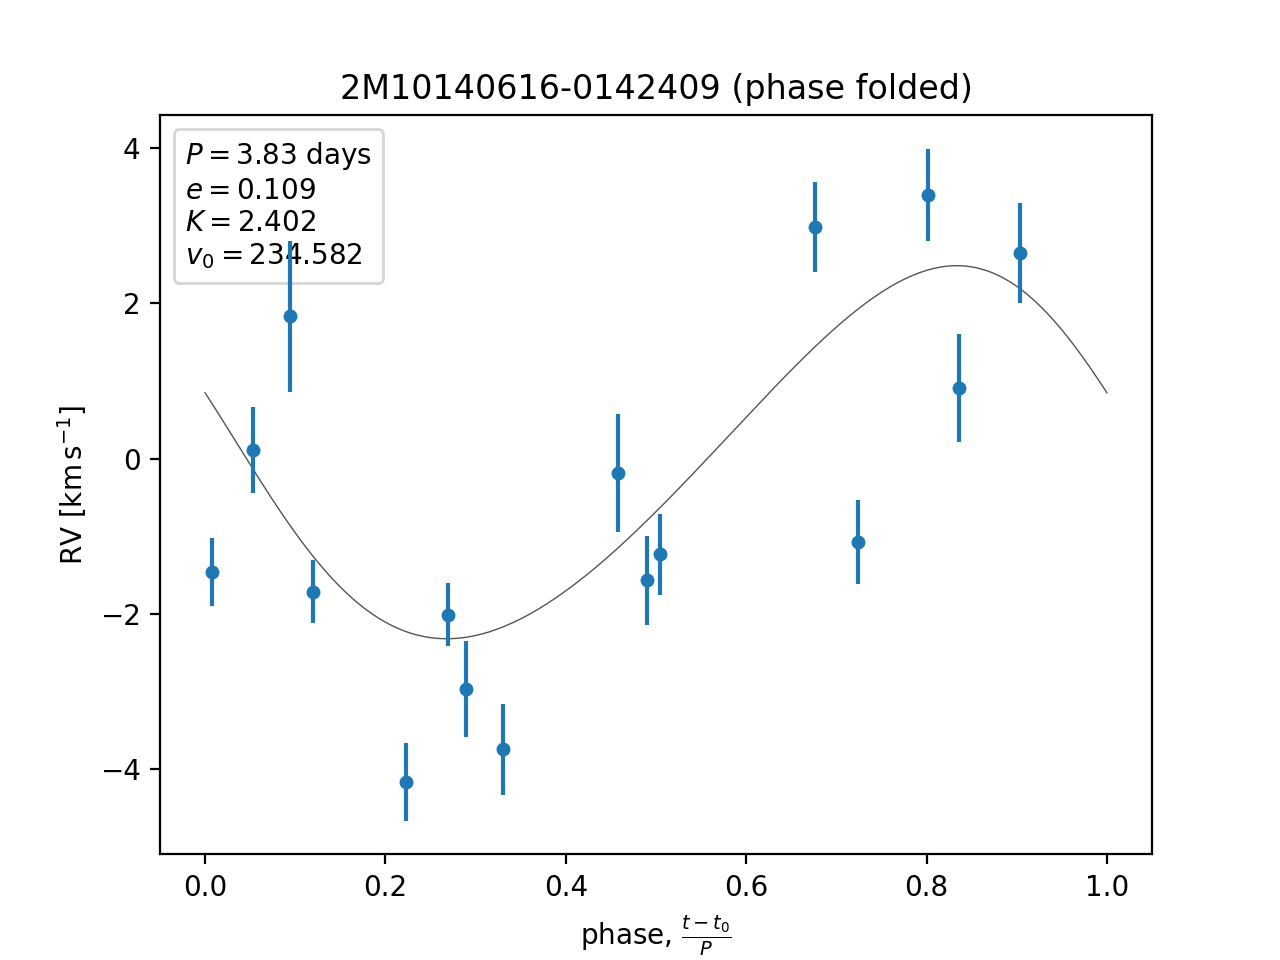 2M10140616-0142409 (phase folded)
P = 3.83 days
e = 0.109
K = 2.402
v₀ = 234.582
4
2
0
−2
−4
RV [km s⁻¹]
0.0 0.2 0.4 0.6 0.8 1.0
phase, (t − t₀)/P